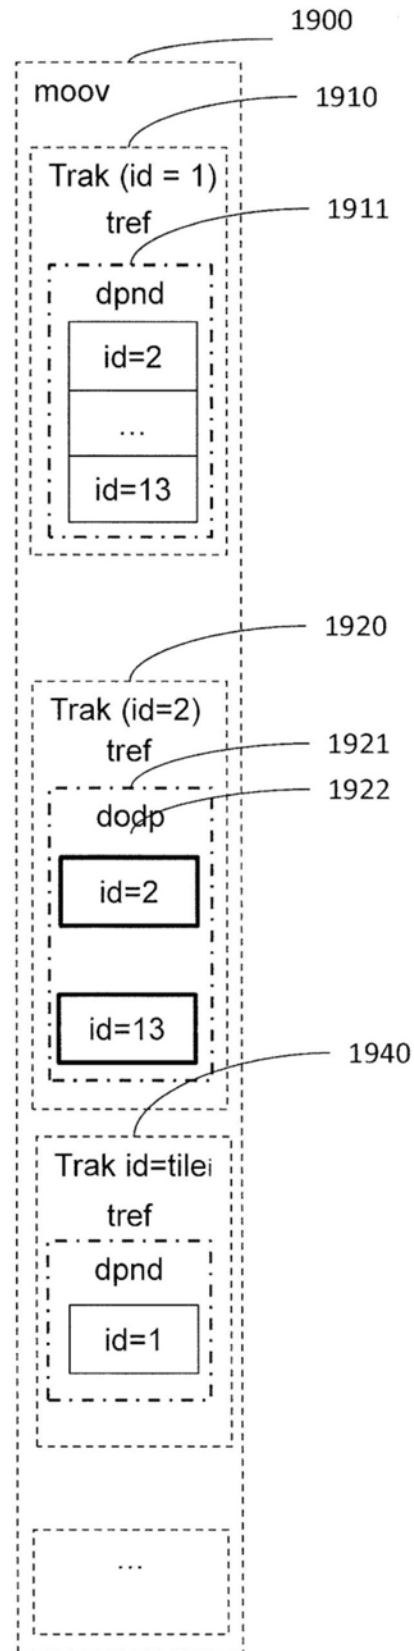 1900
moov
1910
Trak (id = 1)
tref
1911
dpnd
id=2
...
id=13
1920
Trak (id=2)
tref
1921
dodp
1922
id=2
id=13
1940
Trak id=tilei
tref
dpnd
id=1
...